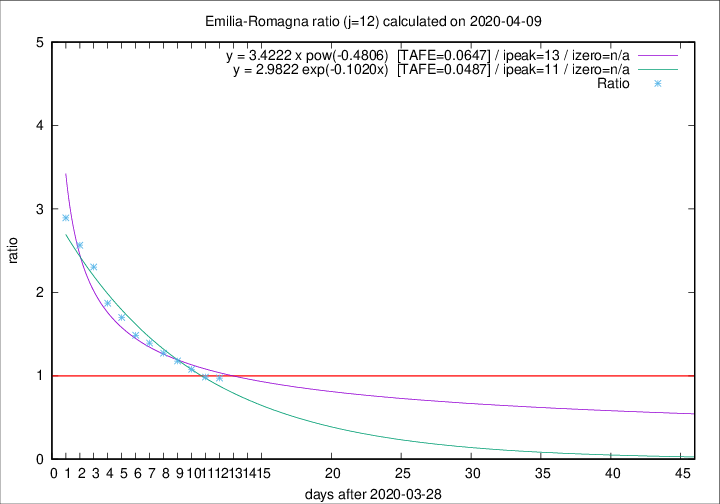 Emilia-Romagna ratio (j=12) calculated on 2020-04-09
y = 3.4222 x pow(-0.4806) [TAFE=0.0647] / ipeak=13 / izero=n/a
y = 2.9822 exp(-0.1020x) [TAFE=0.0487] / ipeak=11 / izero=n/a
Ratio
5
4
3
2
1
0
ratio
0 1 2 3 4 5 6 7 8 9 10 11 12 13 14 15 20 25 30 35 40 45
days after 2020-03-28